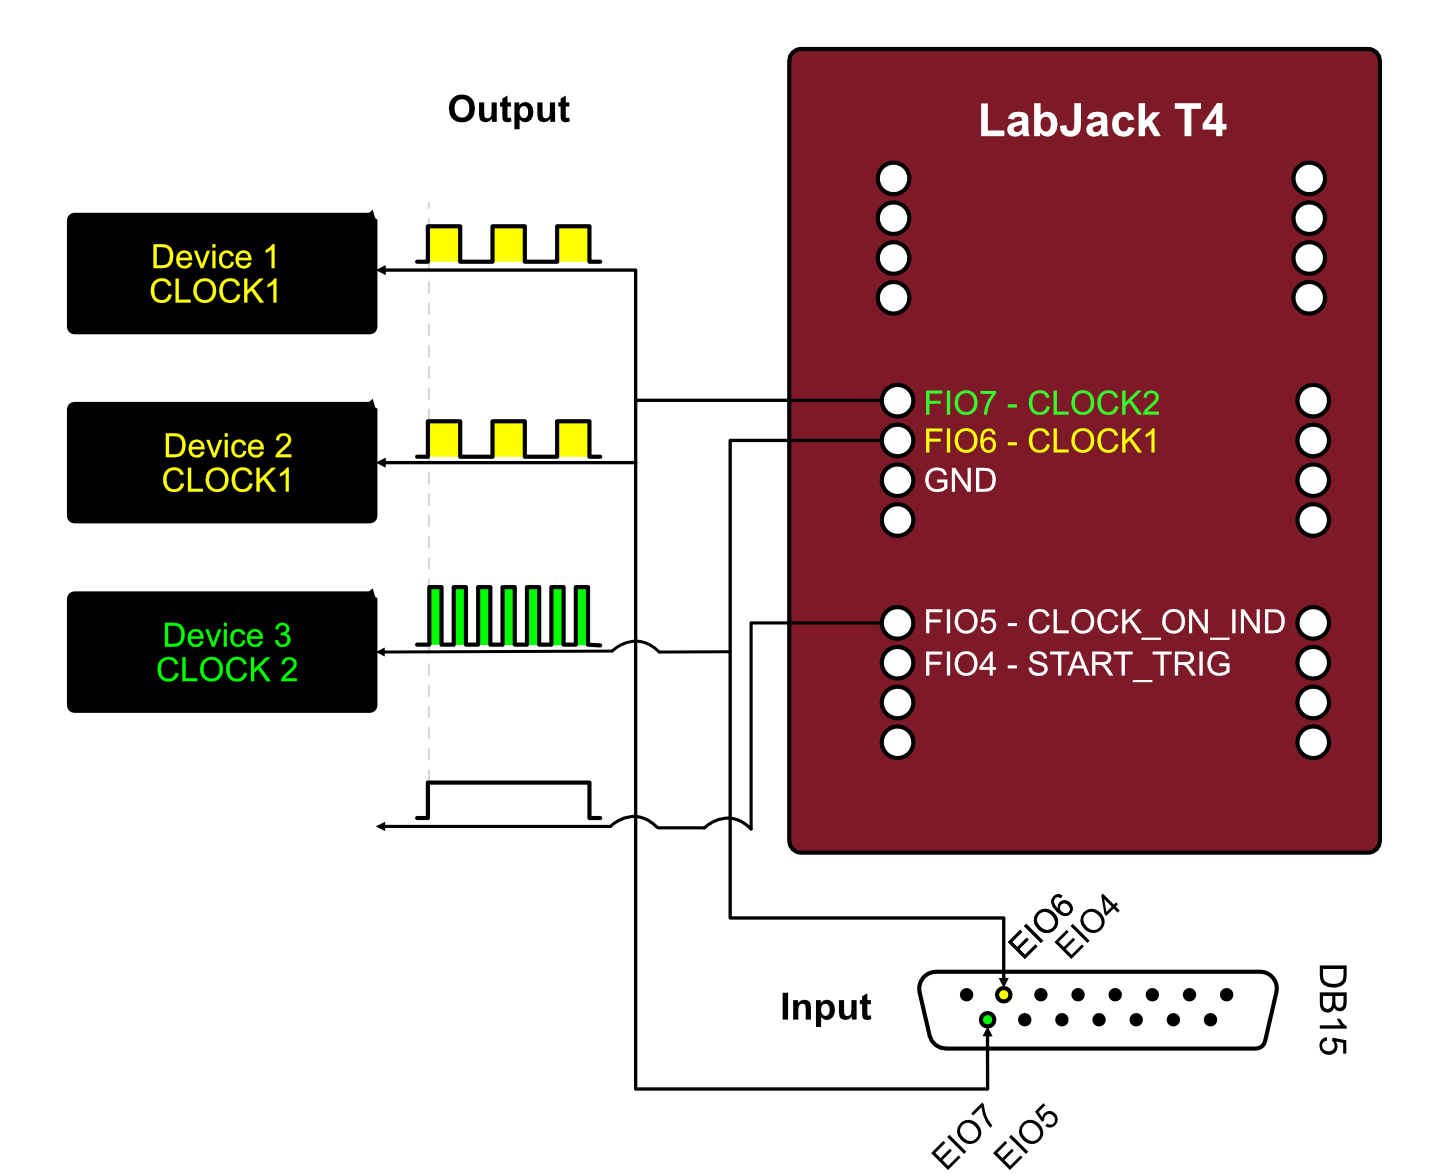 Output
LabJack T4
Device 1
CLOCK1
Device 2
CLOCK1
Device 3
CLOCK 2
FIO7 - CLOCK2
FIO6 - CLOCK1
GND
FIO5 - CLOCK_ON_IND
FIO4 - START_TRIG
EIO6
EIO4
Input
DB15
EIO7
EIO5